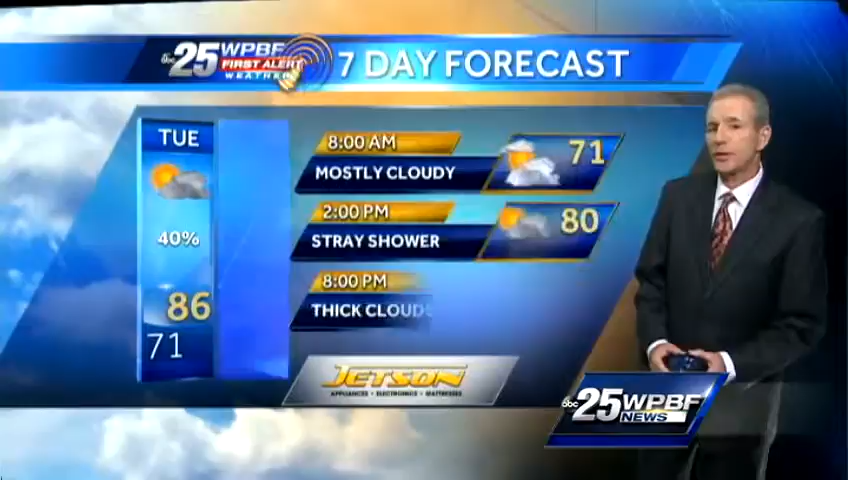 abc 25 WPBF
FIRST ALERT
WEATHER
7 DAY FORECAST
TUE
40%
86
71
8:00 AM
MOSTLY CLOUDY
71
2:00 PM
STRAY SHOWER
80
8:00 PM
THICK CLOUDS
JETSON
APPLIANCES • ELECTRONICS • MATTRESSES
abc 25 WPBF
NEWS